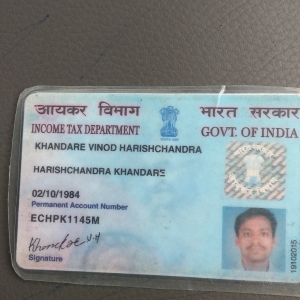 आयकर विभाग भारत सरकार
INCOME TAX DEPARTMENT GOVT. OF INDIA
KHANDARE VINOD HARISHCHANDRA
HARISHCHANDRA KHANDARE
02/10/1984
Permanent Account Number
ECHPK1145M
Signature
19102015